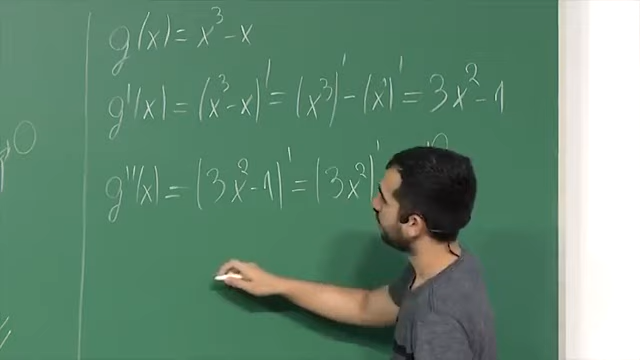 g(x) = x³ - x
g'(x) = (x³ - x)' = (x³)' - (x)' = 3x² - 1
g''(x) = (3x² - 1)' = (3x²)'